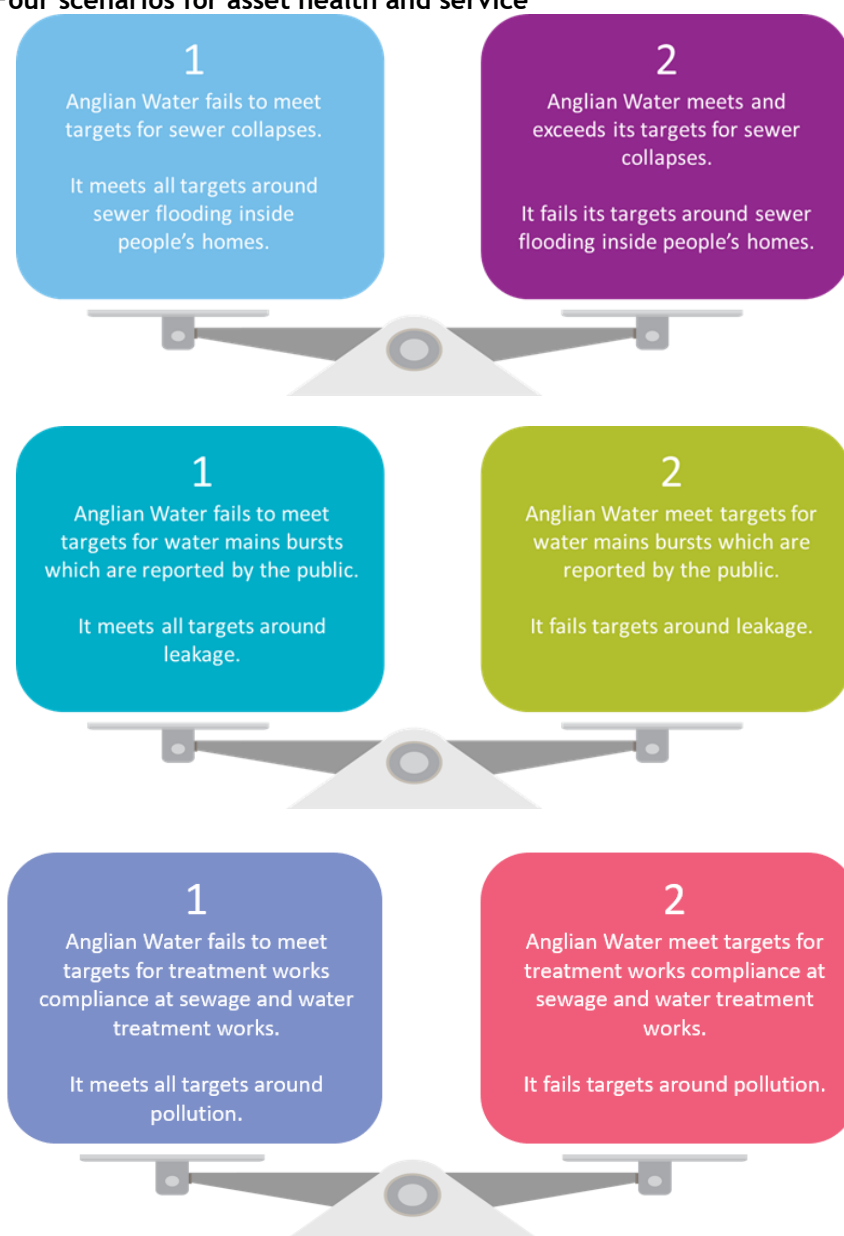 Four scenarios for asset health and service
1
Anglian Water fails to meet
targets for sewer collapses.
It meets all targets around
sewer flooding inside
people's homes.
2
Anglian Water meets and
exceeds its targets for sewer
collapses.
It fails its targets around sewer
flooding inside people's homes.
1
Anglian Water fails to meet
targets for water mains bursts
which are reported by the public.
It meets all targets around
leakage.
2
Anglian Water meet targets for
water mains bursts which are
reported by the public.
It fails targets around leakage.
1
Anglian Water fails to meet
targets for treatment works
compliance at sewage and water
treatment works.
It meets all targets around
pollution.
2
Anglian Water meet targets for
treatment works compliance at
sewage and water treatment
works.
It fails targets around pollution.